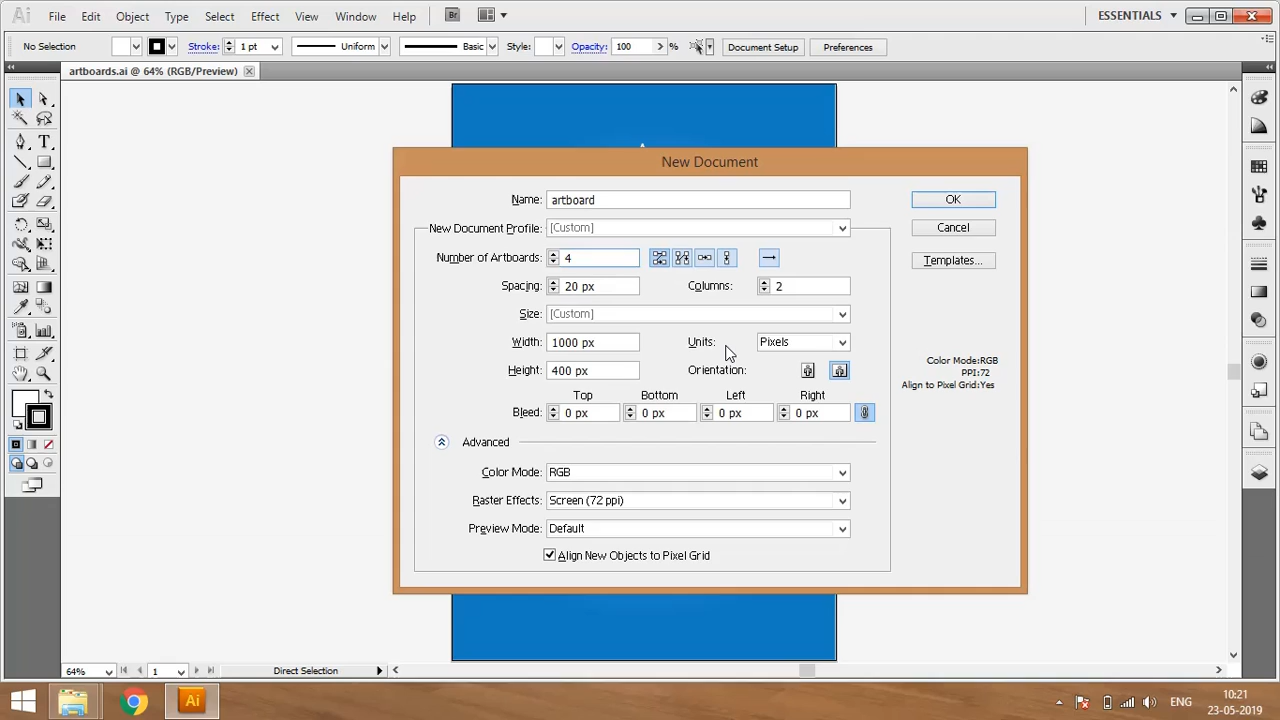 Ai File Edit Object Type Select Effect View Window Help Br ESSENTIALS
No Selection Stroke: 1 pt Uniform Basic Style: Opacity: 100 % Document Setup Preferences
artboards.ai @ 64% (RGB/Preview)
New Document
Name: artboard OK
New Document Profile: [Custom] Cancel
Number of Artboards: 4 Templates...
Spacing: 20 px Columns: 2
Size: [Custom]
Width: 1000 px Units: Pixels
Height: 400 px Orientation:
Color Mode:RGB
PPI:72
Align to Pixel Grid:Yes
Top Bottom Left Right
Bleed: 0 px 0 px 0 px 0 px
Advanced
Color Mode: RGB
Raster Effects: Screen (72 ppi)
Preview Mode: Default
Align New Objects to Pixel Grid
64% 1 Direct Selection
Ai ENG 10:21
23-05-2019